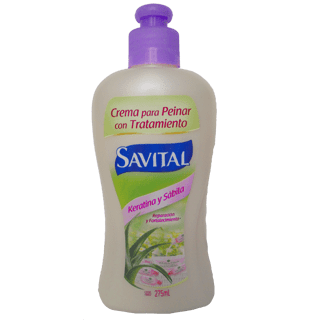 Crema para Peinar
con Tratamiento
SAVITAL
Keratina y Sábila
Reparación
y Fortalecimiento
275mL